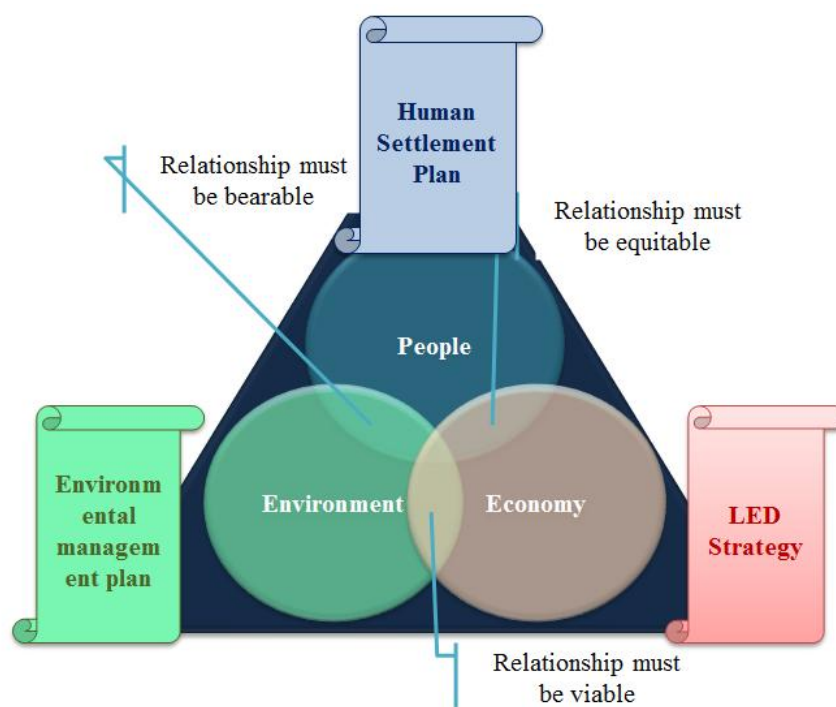 Human
Settlement
Plan
Relationship must
be bearable
Relationship must
be equitable
People
Environment
Economy
Environm
ental
managem
ent plan
LED
Strategy
Relationship must
be viable